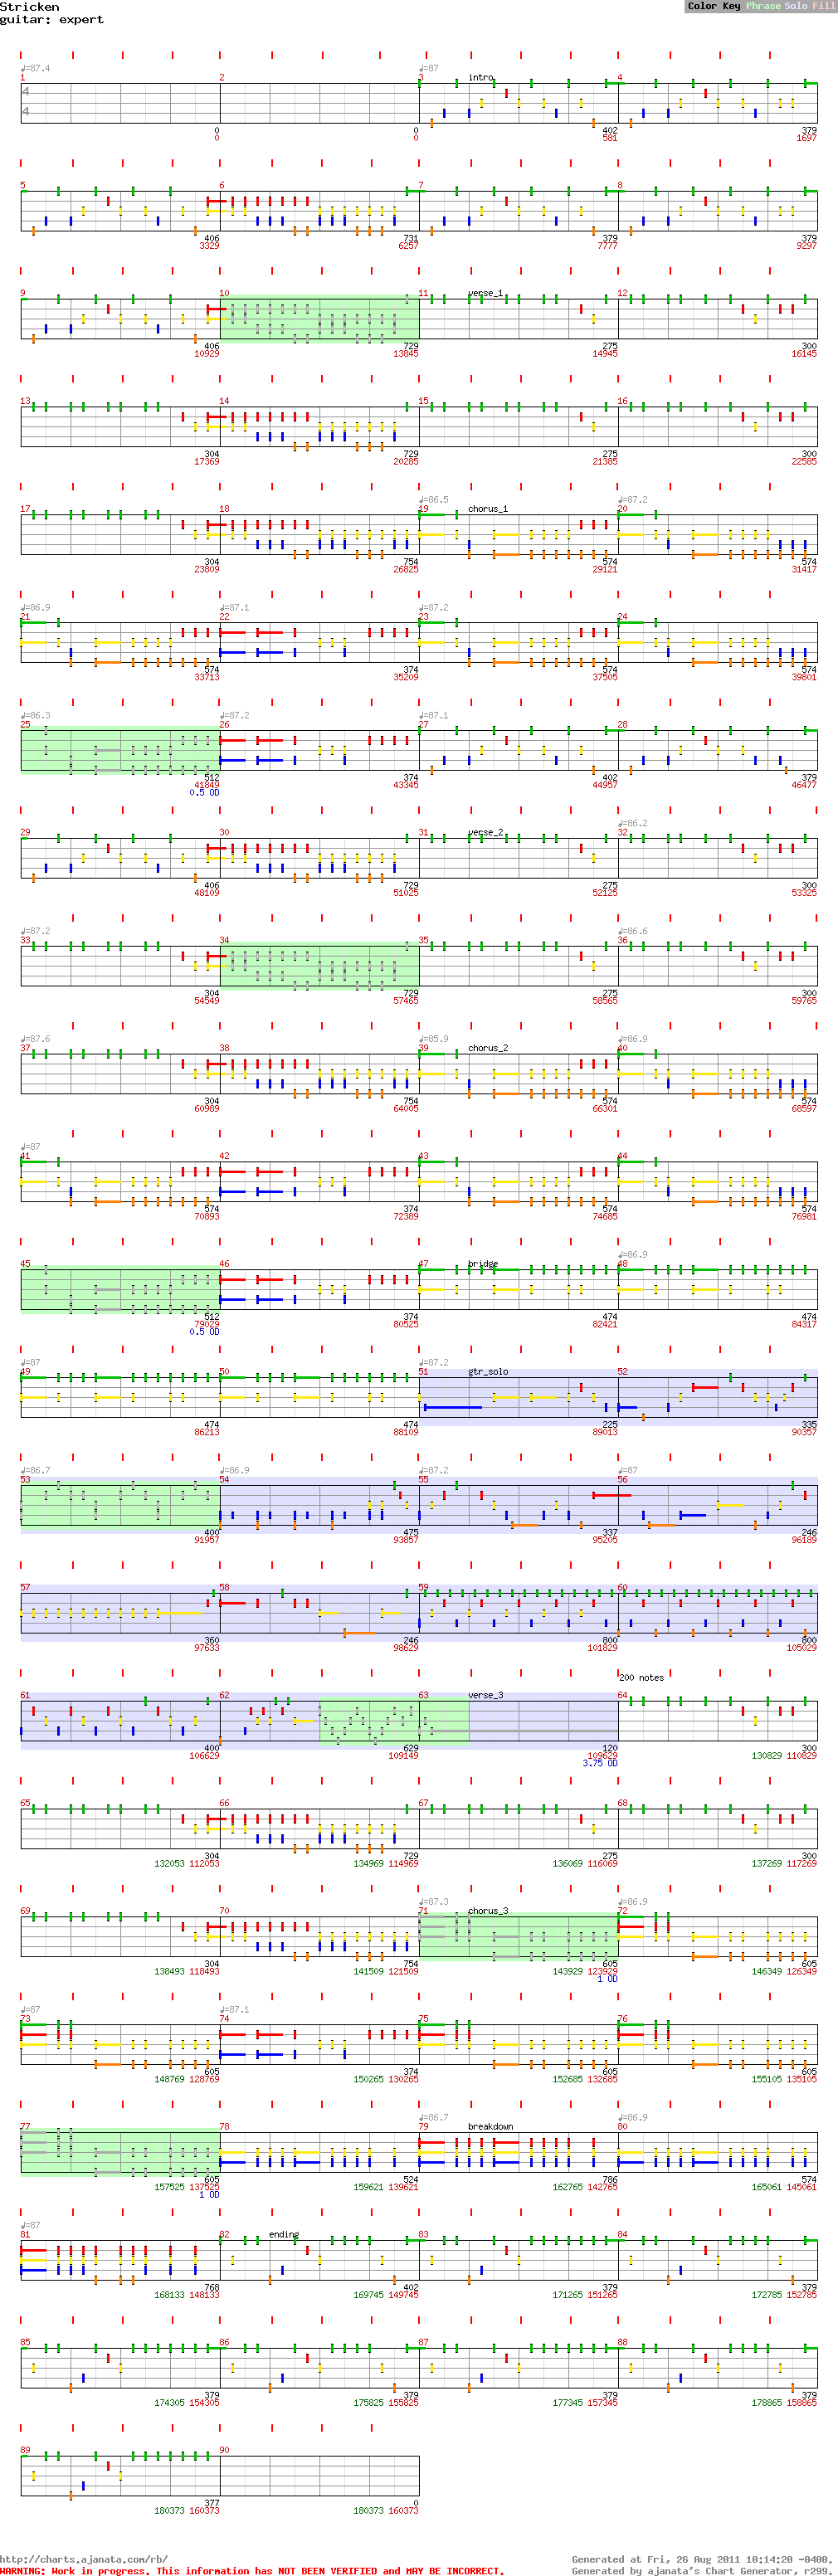 Stricken
guitar: expert
Color Key Phrase Solo Fill
♩=87.4 ♩=87
1 2 3 intro 4
4
4
0 0 402 379
0 0 581 1697
5 6 7 8
406 731 379 379
3329 6257 7777 9297
9 10 11 verse_1 12
406 729 275 300
10929 13845 14945 16145
13 14 15 16
304 729 275 300
17369 20285 21385 22585
♩=86.5 ♩=87.2
17 18 19 chorus_1 20
304 754 574 574
23809 26825 29121 31417
♩=86.9 ♩=87.1 ♩=87.2
21 22 23 24
574 374 574 574
33713 35209 37505 39801
♩=86.3 ♩=87.2 ♩=87.1
25 26 27 28
512 374 402 379
41849 43345 44957 46477
0.5 OD
♩=86.2
29 30 31 verse_2 32
406 729 275 300
48109 51025 52125 53325
♩=87.2 ♩=86.6
33 34 35 36
304 729 275 300
54549 57465 58565 59765
♩=87.6 ♩=85.9 ♩=86.9
37 38 39 chorus_2 40
304 754 574 574
60989 64005 66301 68597
♩=87
41 42 43 44
574 374 574 574
70893 72389 74685 76981
♩=86.9
45 46 47 bridge 48
512 374 474 474
79029 80525 82421 84317
0.5 OD
♩=87 ♩=87.2
49 50 51 gtr_solo 52
474 474 225 335
86213 88109 89013 90357
♩=86.7 ♩=86.9 ♩=87.2 ♩=87
53 54 55 56
400 475 337 246
91957 93857 95205 96189
57 58 59 60
360 246 800 800
97633 98629 101829 105029
200 notes
61 62 63 verse_3 64
400 629 120 300
106629 109149 109629 130829 110829
3.75 OD
65 66 67 68
304 729 275 300
132053 112053 134969 114969 136069 116069 137269 117269
♩=87.3 ♩=86.9
69 70 71 chorus_3 72
304 754 605 605
138493 118493 141509 121509 143929 123929 146349 126349
1 OD
♩=87 ♩=87.1
73 74 75 76
605 374 605 605
148769 128769 150265 130265 152685 132685 155105 135105
♩=86.7 ♩=86.9
77 78 79 breakdown 80
605 524 786 574
157525 137525 159621 139621 162765 142765 165061 145061
1 OD
♩=87
81 82 ending 83 84
768 402 379 379
168133 148133 169745 149745 171265 151265 172785 152785
85 86 87 88
379 379 379 379
174305 154305 175825 155825 177345 157345 178865 158865
89 90
377 0
180373 160373 180373 160373
http://charts.ajanata.com/rb/ Generated at Fri, 26 Aug 2011 10:14:20 -0400.
WARNING: Work in progress. This information has NOT BEEN VERIFIED and MAY BE INCORRECT. Generated by ajanata's Chart Generator, r299.